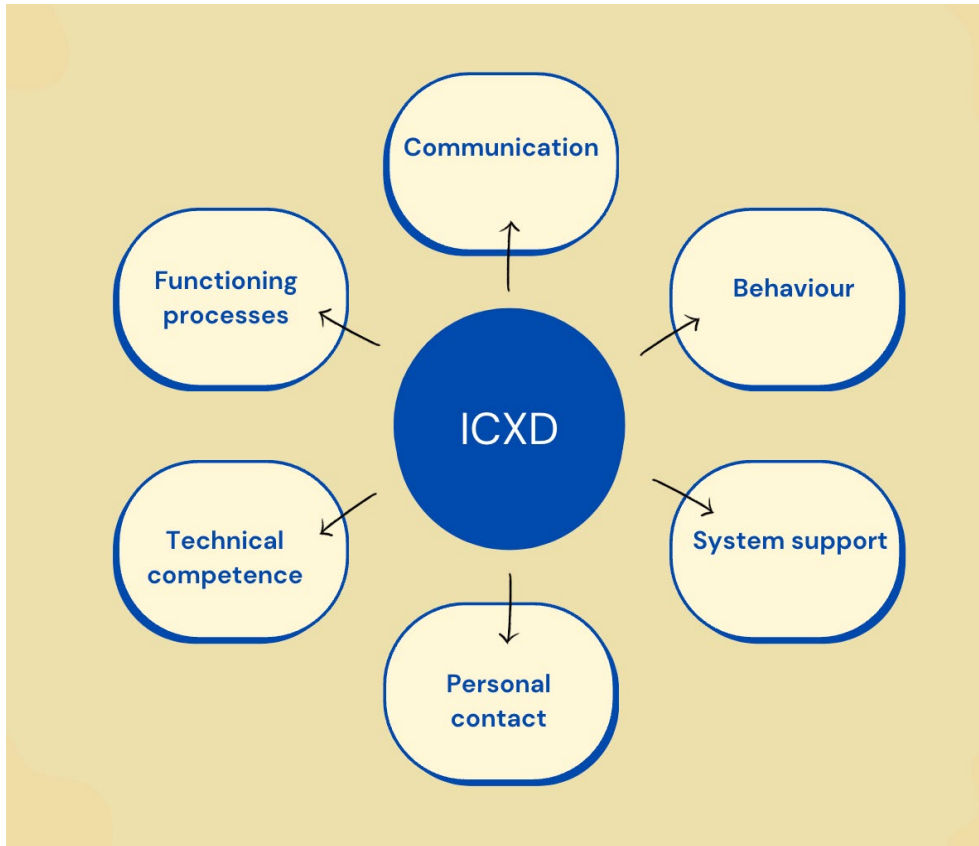 Communication
Functioning
processes
Behaviour
ICXD
Technical
competence
System support
Personal
contact